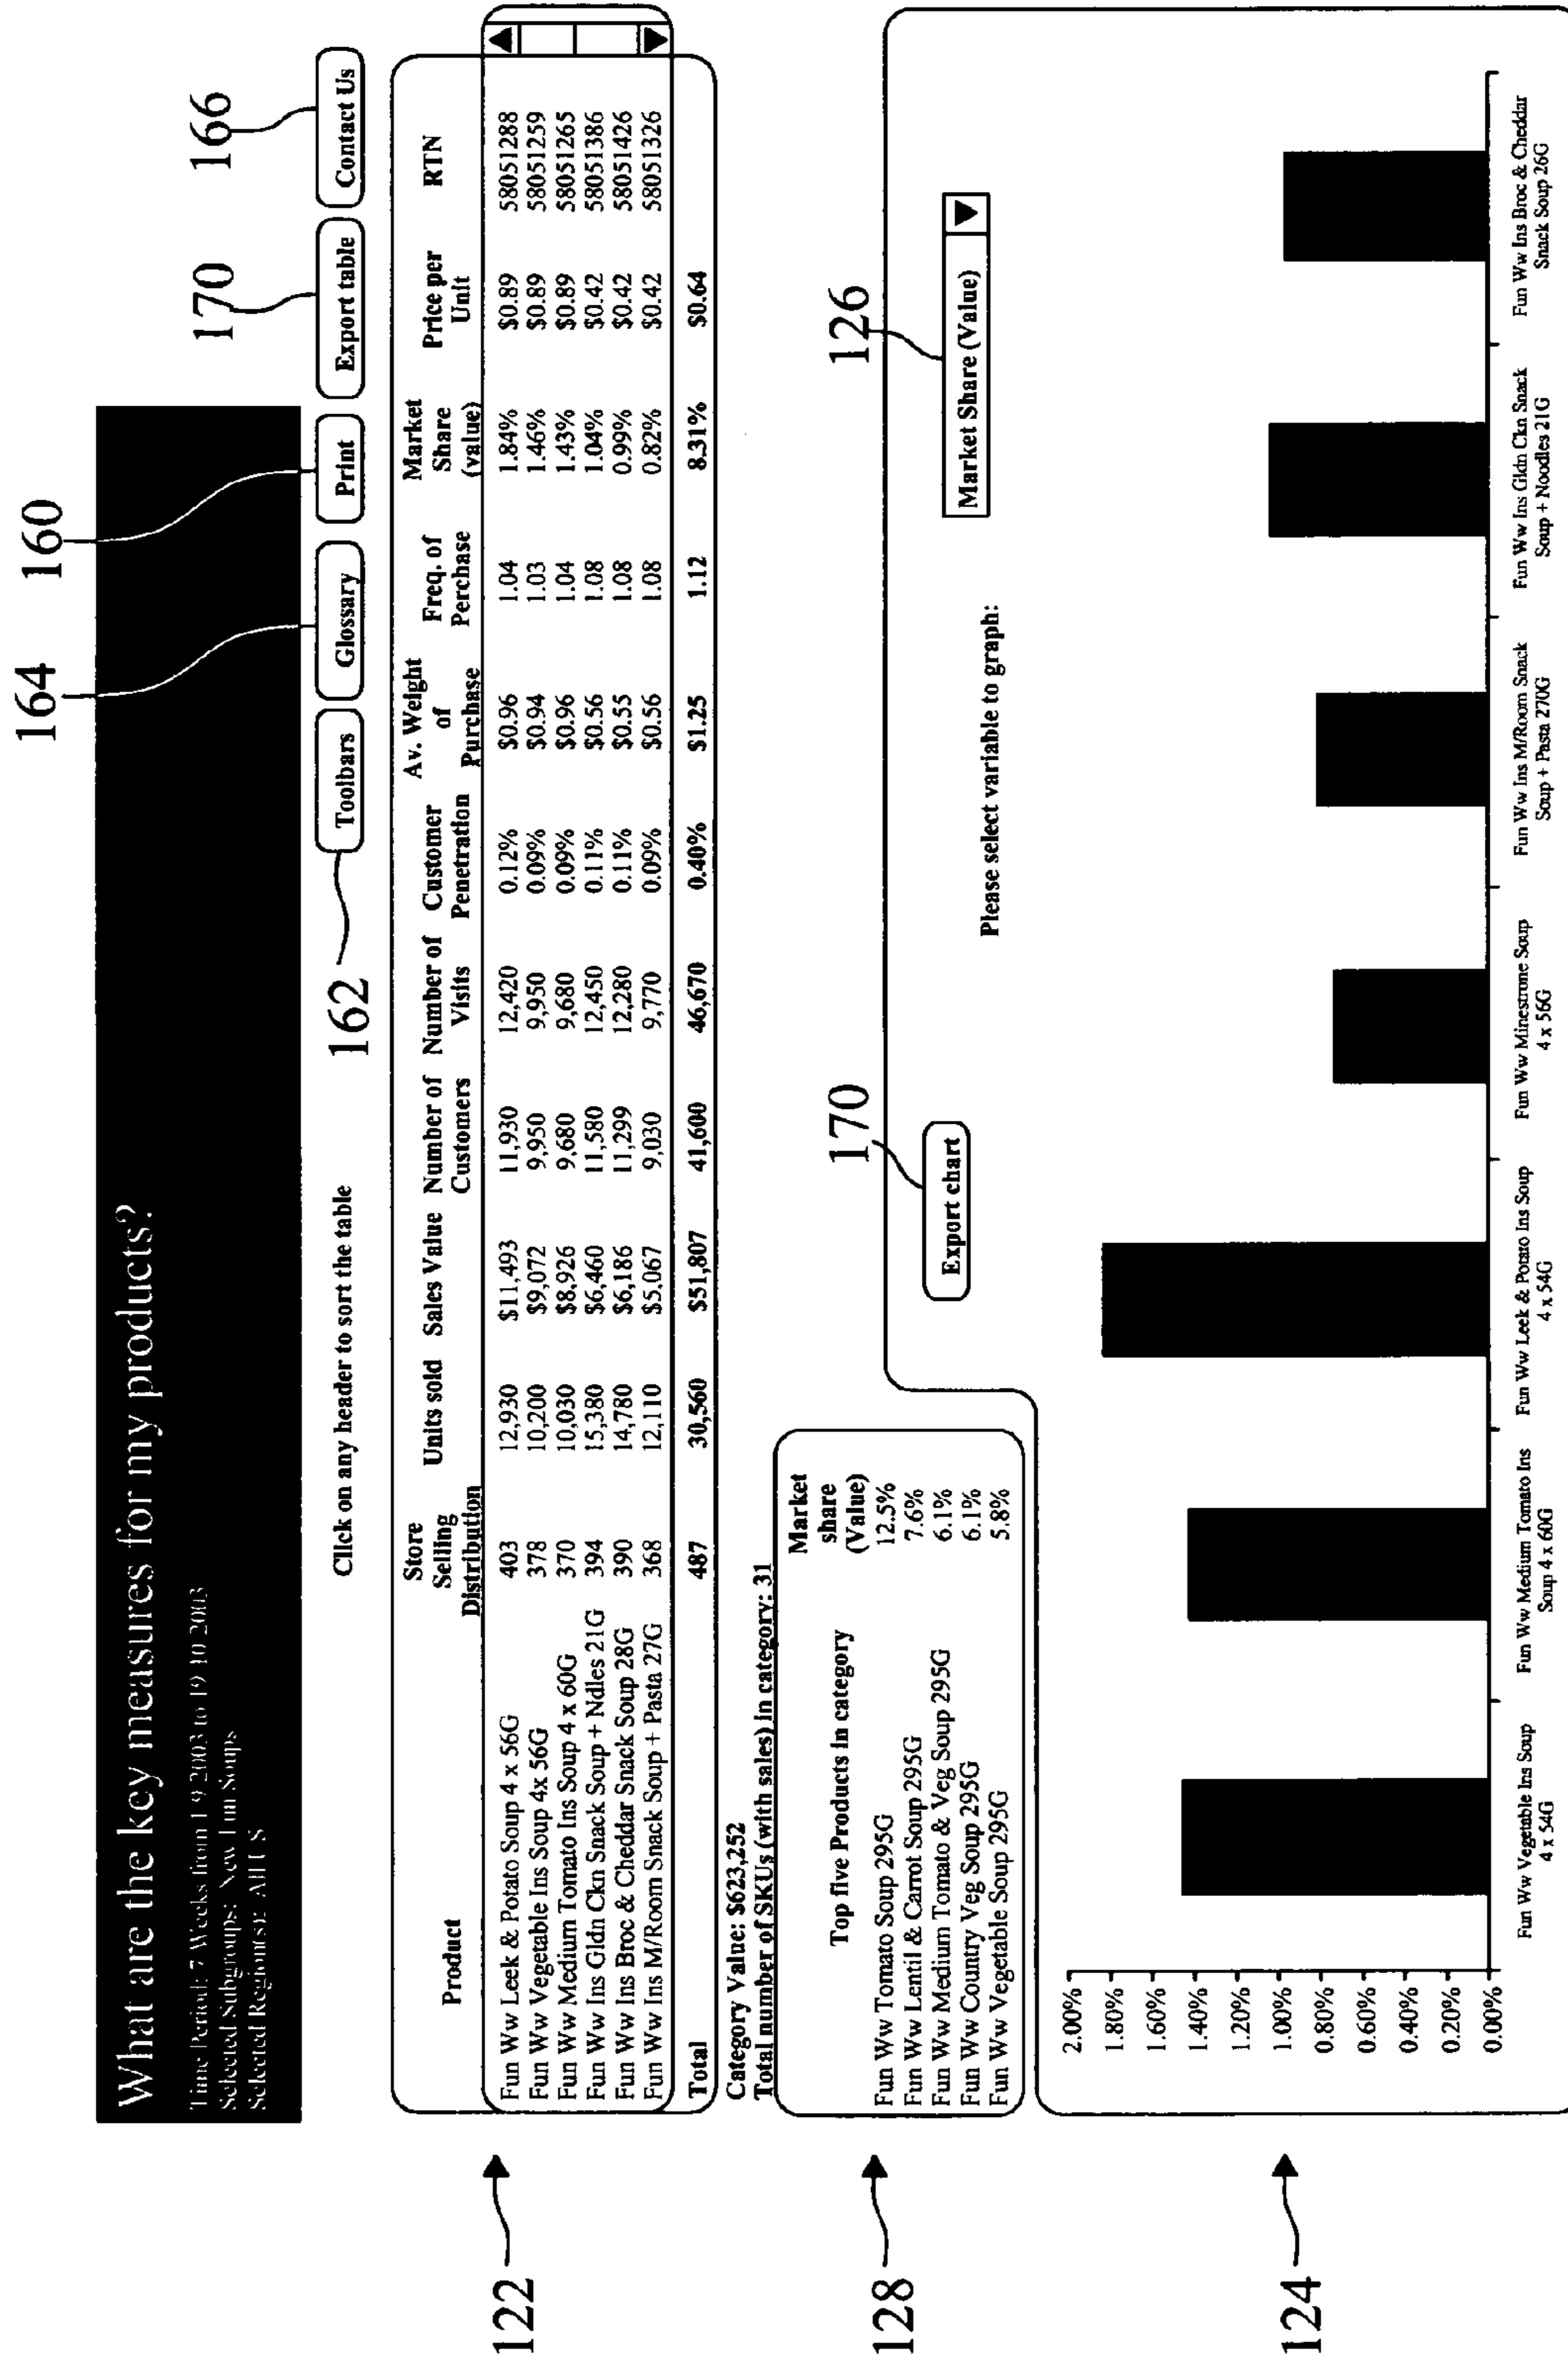 164
160
170
166
What are the key measures for my products?
Time Period: 7 Weeks from 1 9 2003 to 19 10 2003
Selected Subgroups: New Fun Soups
Selected Region(s): All U S
Click on any header to sort the table
162
Toolbars Glossary Print Export table Contact Us
122
Product Store Selling Distribution Units sold Sales Value Number of Customers Number of Visits Customer Penetration Av. Weight of Purchase Freq. of Perchase Market Share (value) Price per Unit RTN
Fun Ww Leek & Potato Soup 4 x 56G 403 12,930 $11,493 11,930 12,420 0.12% $0.96 1.04 1.84% $0.89 58051288
Fun Ww Vegetable Ins Soup 4x 56G 378 10,200 $9,072 9,950 9,950 0.09% $0.94 1.03 1.46% $0.89 58051259
Fun Ww Medium Tomato Ins Soup 4 x 60G 370 10,030 $8,926 9,680 9,680 0.09% $0.96 1.04 1.43% $0.89 58051265
Fun Ww Ins Gldn Ckn Snack Soup + Ndles 21G 394 15,380 $6,460 11,580 12,450 0.11% $0.56 1.08 1.04% $0.42 58051386
Fun Ww Ins Broc & Cheddar Snack Soup 28G 390 14,780 $6,186 11,299 12,280 0.11% $0.55 1.08 0.99% $0.42 58051426
Fun Ww Ins M/Room Snack Soup + Pasta 27G 368 12,110 $5,067 9,030 9,770 0.09% $0.56 1.08 0.82% $0.42 58051326
Total 487 30,560 $51,807 41,600 46,670 0.40% $1.25 1.12 8.31% $0.64
Category Value: $623,252
Total number of SKUs (with sales) in category: 31
128
Top five Products in category Market share (Value)
Fun Ww Tomato Soup 295G 12.5%
Fun Ww Lentil & Carrot Soup 295G 7.6%
Fun Ww Medium Tomato & Veg Soup 295G 6.1%
Fun Ww Country Veg Soup 295G 6.1%
Fun Ww Vegetable Soup 295G 5.8%
170
126
Export chart
Please select variable to graph:
Market Share (Value)
124
2.00%
1.80%
1.60%
1.40%
1.20%
1.00%
0.80%
0.60%
0.40%
0.20%
0.00%
Fun Ww Vegetable Ins Soup
4 x 54G
Fun Ww Medium Tomato Ins
Soup 4 x 60G
Fun Ww Leek & Potato Ins Soup
4 x 54G
Fun Ww Minestrone Soup
4 x 56G
Fun Ww Ins M/Room Snack
Soup + Pasta 270G
Fun Ww Ins Gldn Ckn Snack
Soup + Noodles 21G
Fun Ww Ins Broc & Cheddar
Snack Soup 26G